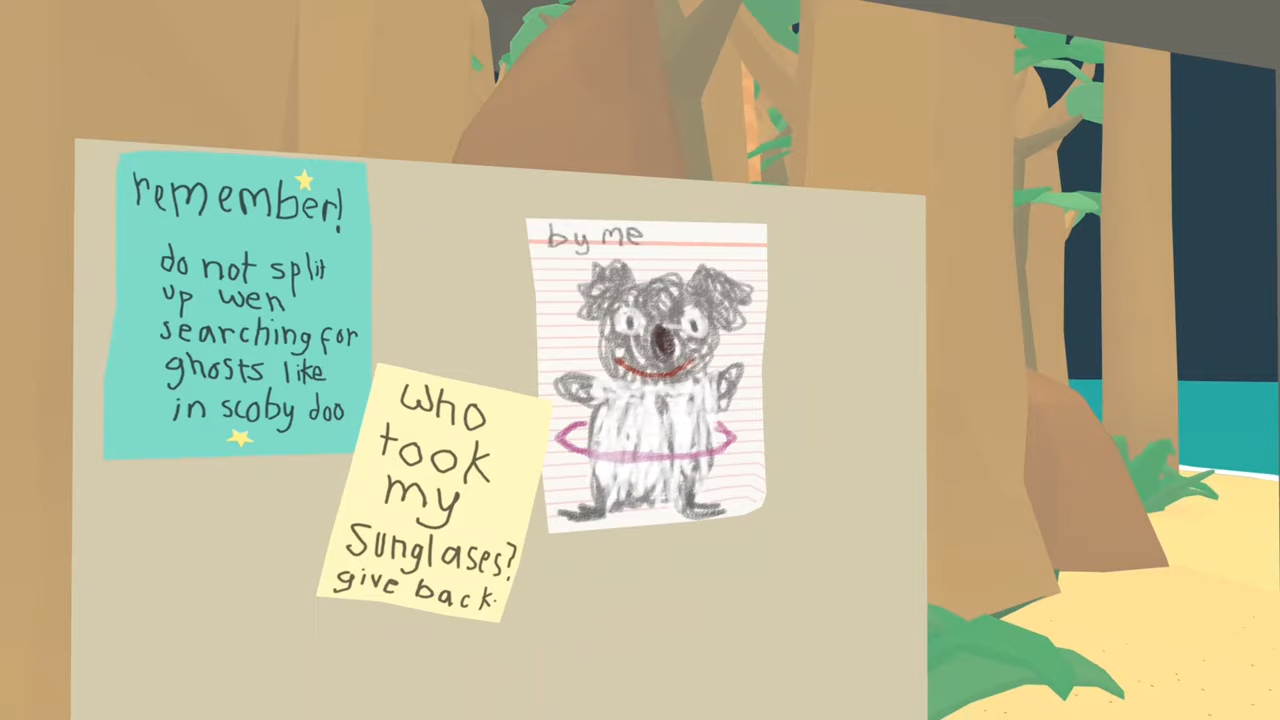 remember!
do not split
up wen
searching for
ghosts like
in scoby doo
who
took
my
sunglases?
give back.
by me